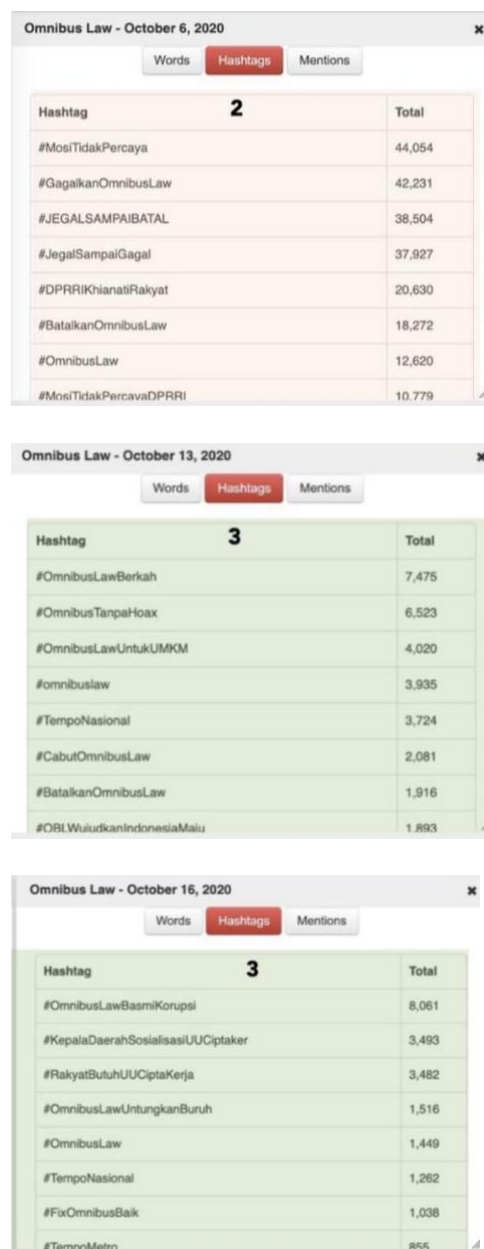 Omnibus Law - October 6, 2020 ×
Words Hashtags Mentions
Hashtag 2 Total
#MosiTidakPercaya 44,054
#GagalkanOmnibusLaw 42,231
#JEGALSAMPAIBATAL 38,504
#JegalSampaiGagal 37,927
#DPRRIKhianatiRakyat 20,630
#BatalkanOmnibusLaw 18,272
#OmnibusLaw 12,620
#MosiTidakPercayaDPRRI 10,779
Omnibus Law - October 13, 2020 ×
Words Hashtags Mentions
Hashtag 3 Total
#OmnibusLawBerkah 7,475
#OmnibusTanpaHoax 6,523
#OmnibusLawUntukUMKM 4,020
#omnibuslaw 3,935
#TempoNasional 3,724
#CabutOmnibusLaw 2,081
#BatalkanOmnibusLaw 1,916
#OBLWujudkanIndonesiaMaju 1,893
Omnibus Law - October 16, 2020 ×
Words Hashtags Mentions
Hashtag 3 Total
#OmnibusLawBasmiKorupsi 8,061
#KepalaDaerahSosialisasiUUCiptaker 3,493
#RakyatButuhUUCiptaKerja 3,482
#OmnibusLawUntungkanBuruh 1,516
#OmnibusLaw 1,449
#TempoNasional 1,262
#FixOmnibusBaik 1,038
#TempoMetro 855